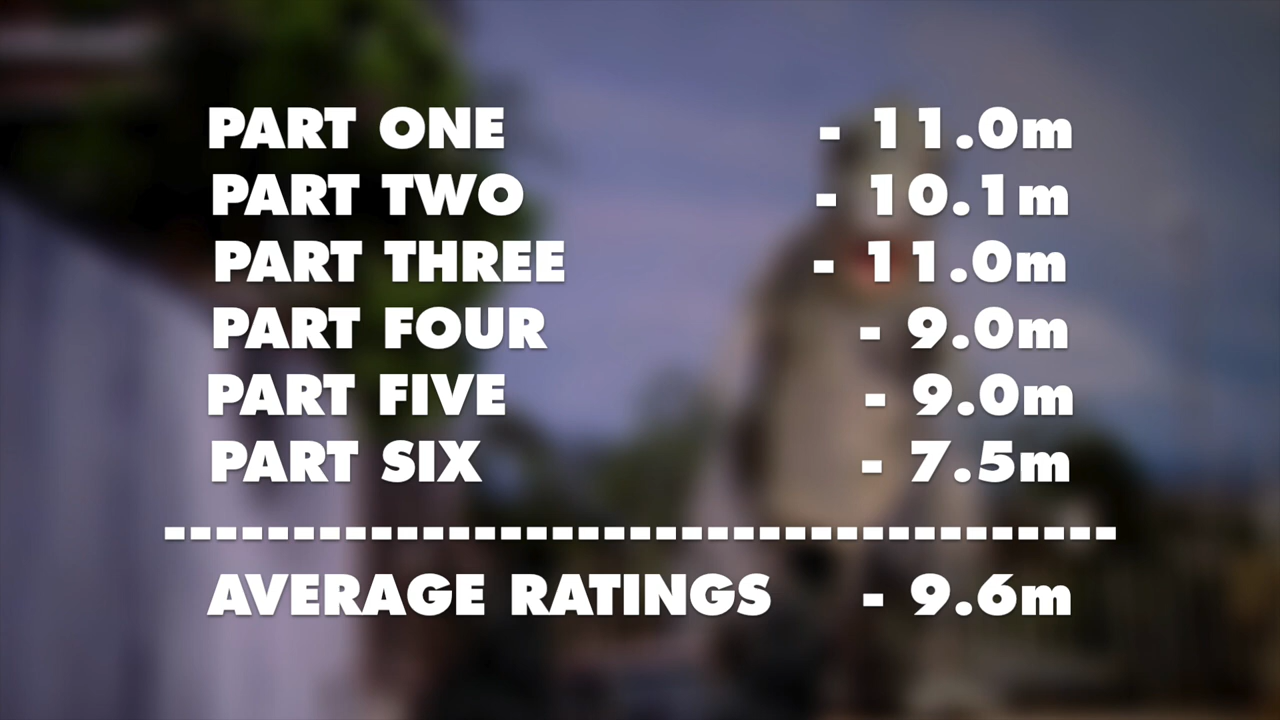 PART ONE - 11.0m
PART TWO - 10.1m
PART THREE - 11.0m
PART FOUR - 9.0m
PART FIVE - 9.0m
PART SIX - 7.5m
-------------------------------------
AVERAGE RATINGS - 9.6m